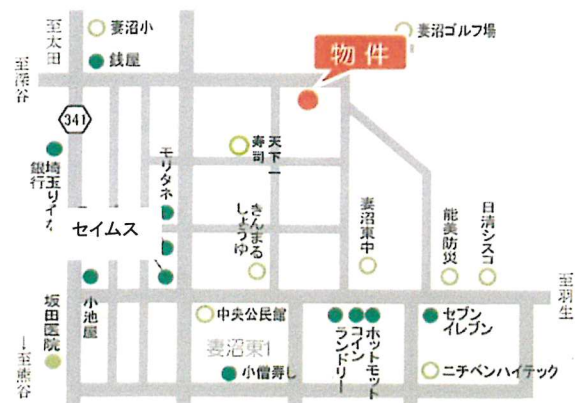 至太田
妻沼小
銭屋
妻沼ゴルフ場
物件
至深谷
341
埼玉りそな
銀行
モリタネ
天下一
寿司
セイムス
きんまる
しょうゆ
妻沼東中
能美防災
日清シスコ
至羽生
小池屋
坂田医院
→至熊谷
中央公民館
妻沼東1
小僧寿し
ホットモット
コイン
ランドリー
セブン
イレブン
ニチベンハイテック